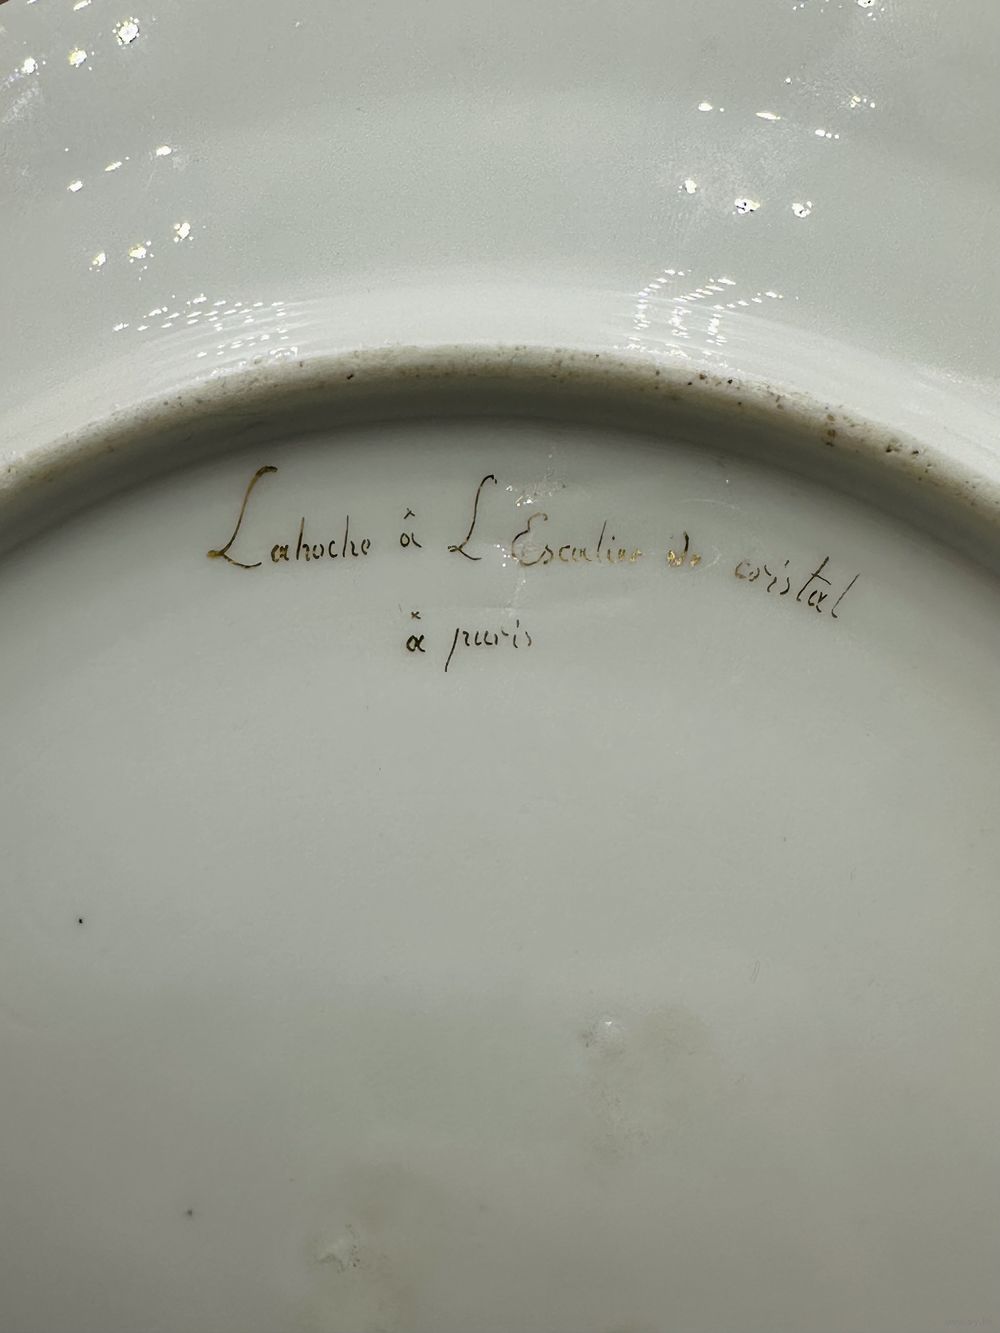 Lahoche à L'Escalier de cristal
à paris